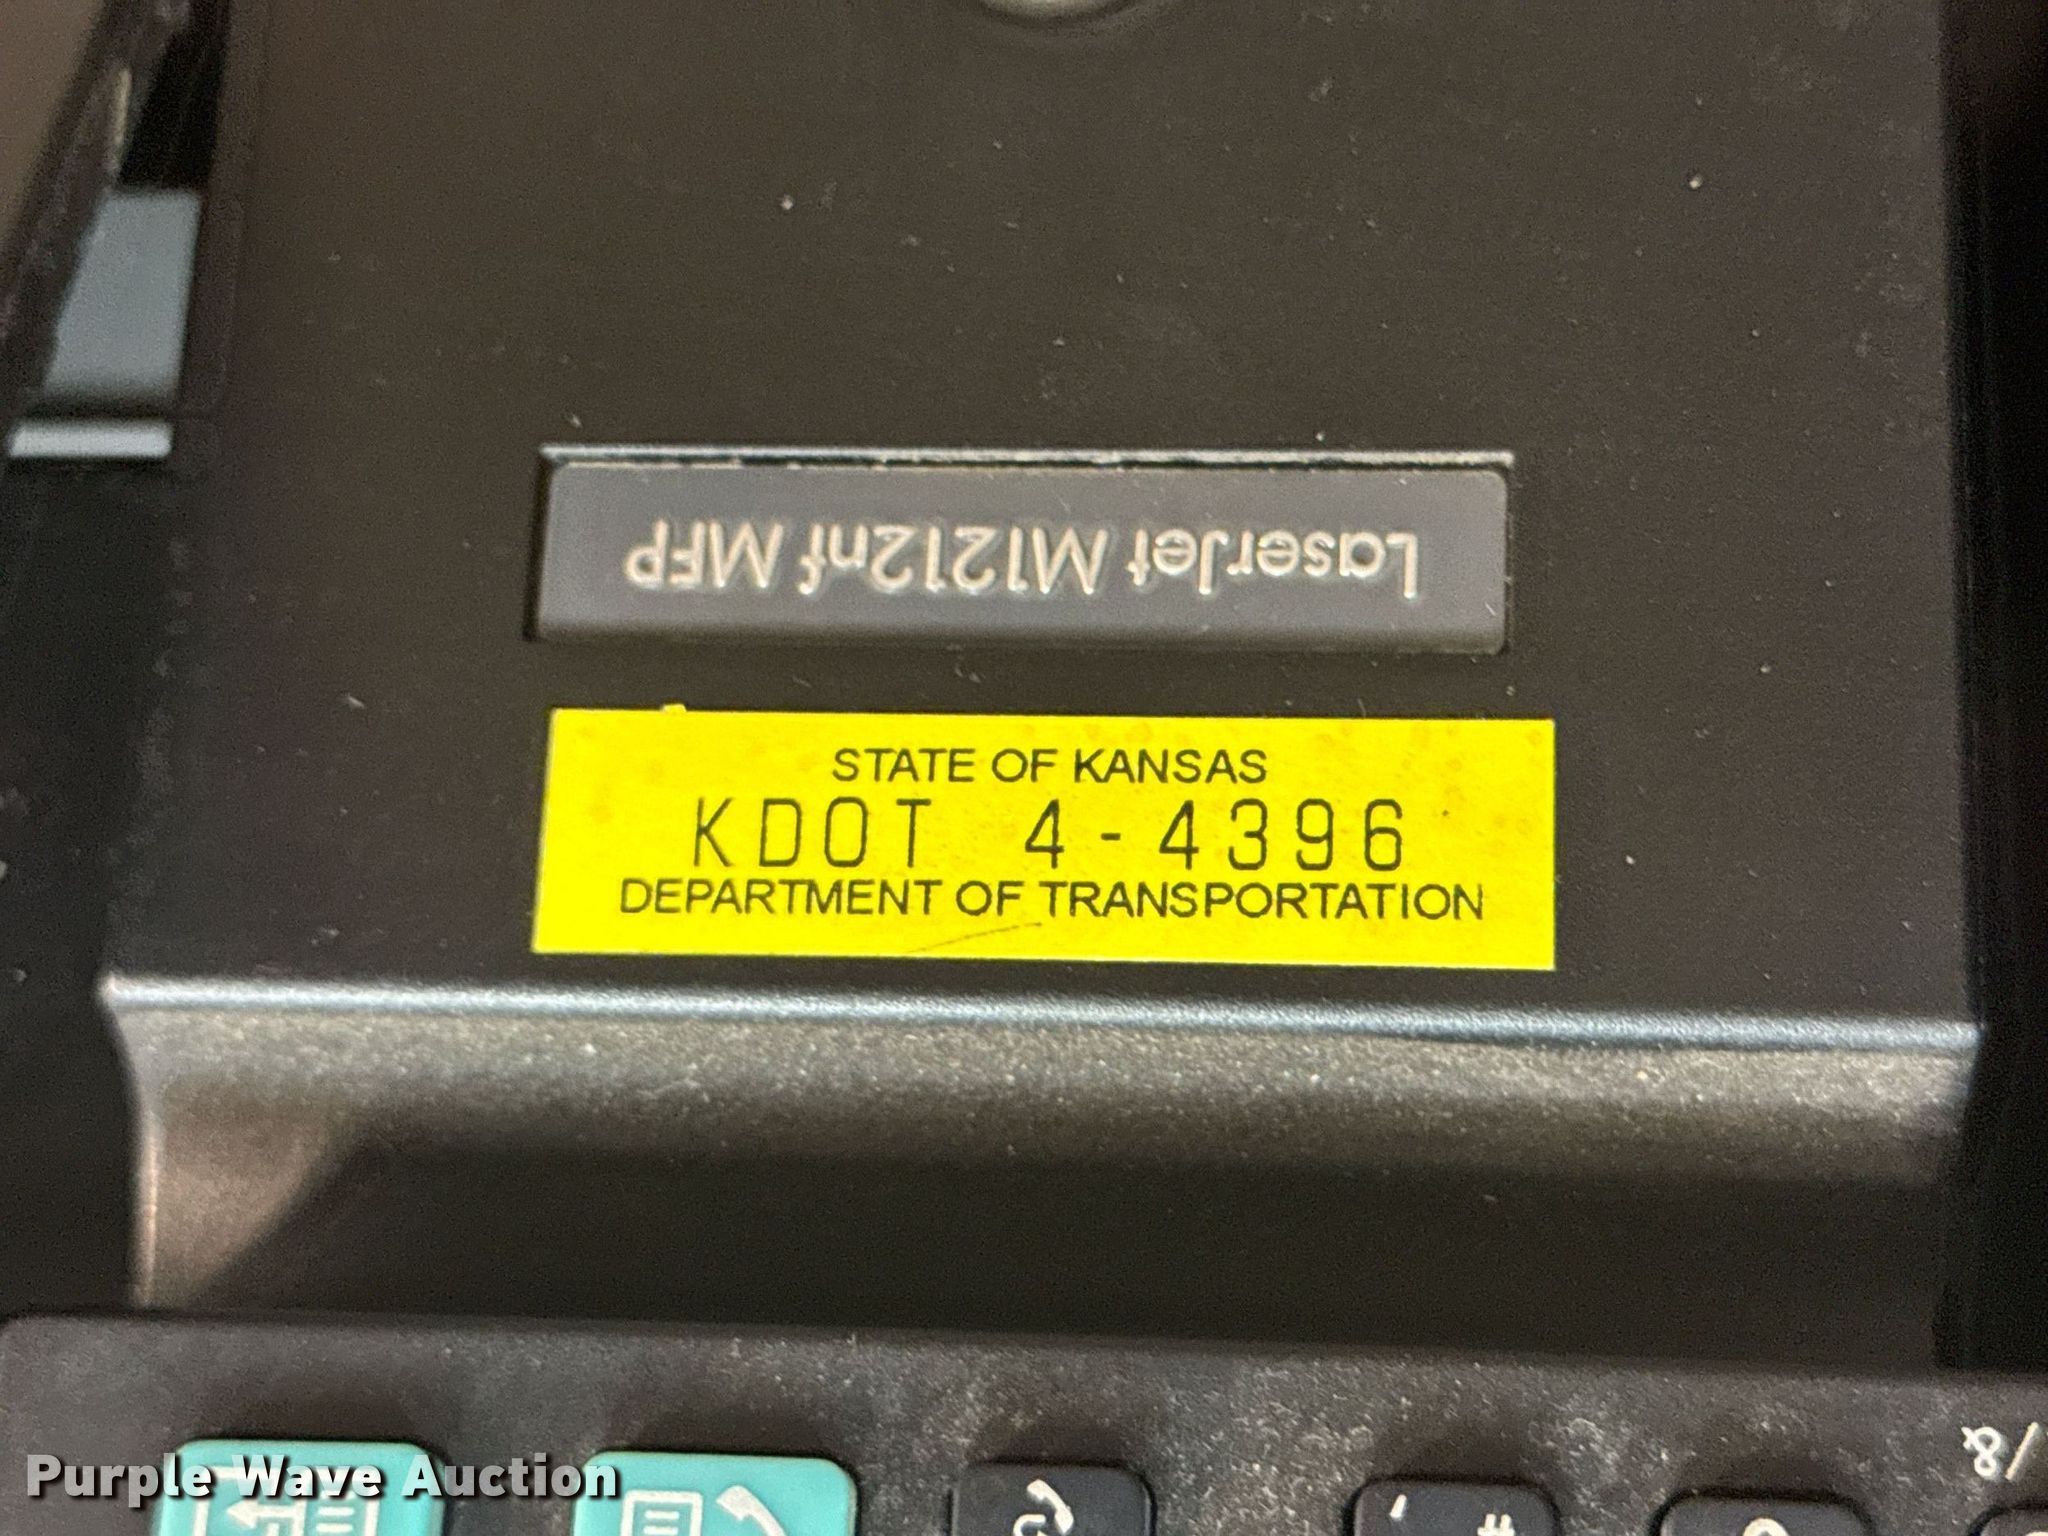 LaserJet M1212nf MFP
STATE OF KANSAS
KDOT 4-4396
DEPARTMENT OF TRANSPORTATION
&/
' #
Purple Wave Auction